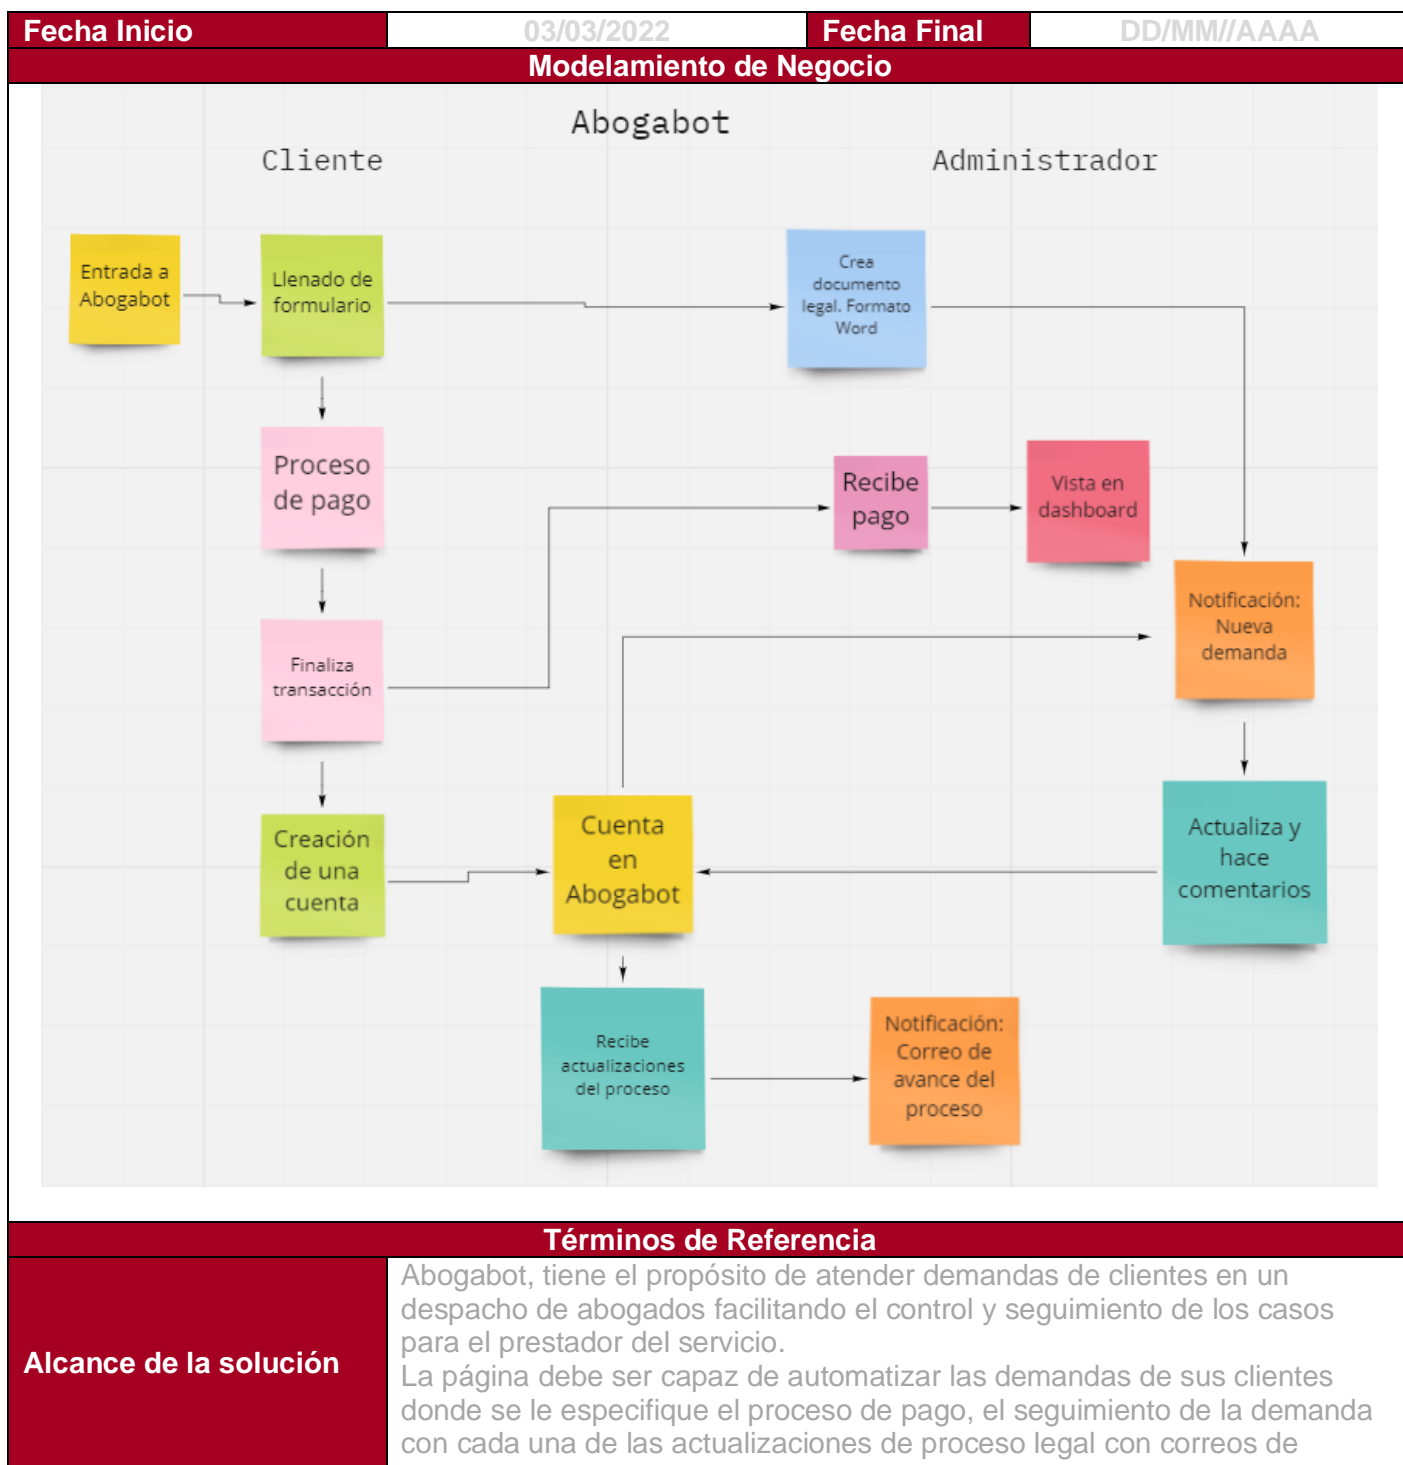 Fecha Inicio 03/03/2022 Fecha Final DD/MM//AAAA
Modelamiento de Negocio
Abogabot
Cliente Administrador
Entrada a
Abogabot
Llenado de
formulario
Crea
documento
legal. Formato
Word
Proceso
de pago
Recibe
pago
Vista en
dashboard
Notificación:
Nueva
demanda
Finaliza
transacción
Creación
de una
cuenta
Cuenta
en
Abogabot
Actualiza y
hace
comentarios
Recibe
actualizaciones
del proceso
Notificación:
Correo de
avance del
proceso
Términos de Referencia
Alcance de la solución
Abogabot, tiene el propósito de atender demandas de clientes en un
despacho de abogados facilitando el control y seguimiento de los casos
para el prestador del servicio.
La página debe ser capaz de automatizar las demandas de sus clientes
donde se le especifique el proceso de pago, el seguimiento de la demanda
con cada una de las actualizaciones de proceso legal con correos de